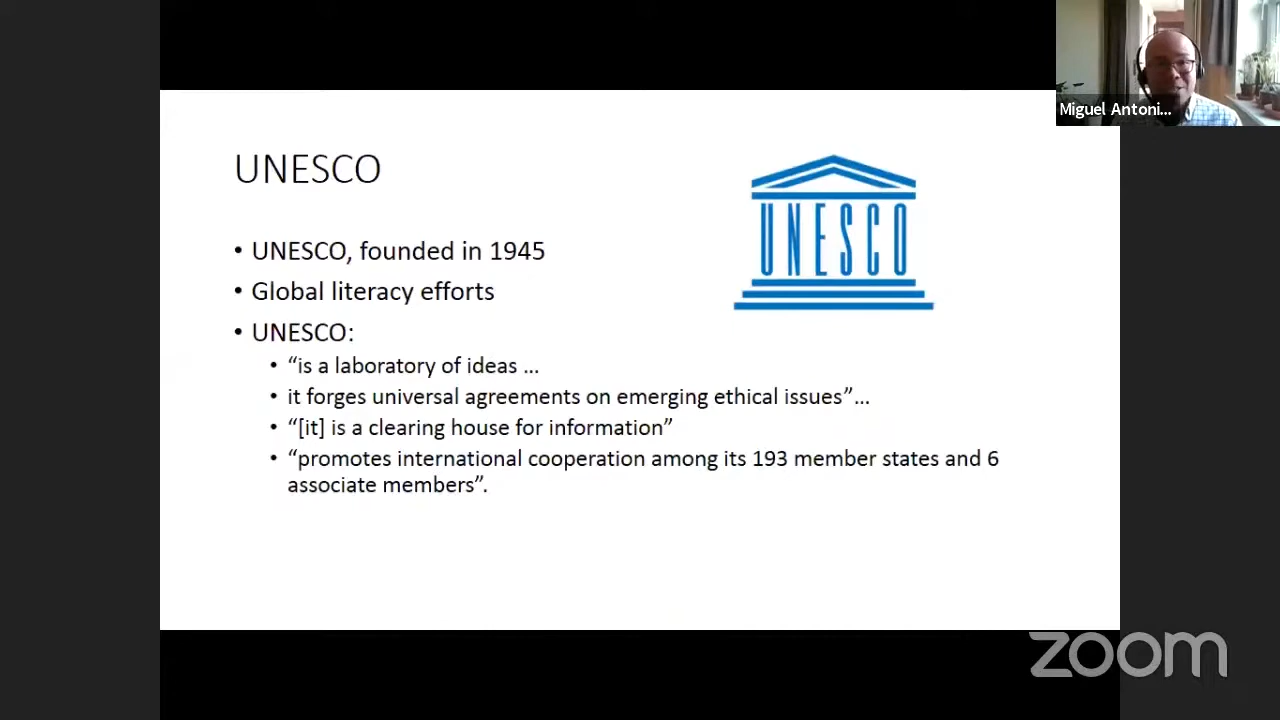 Miguel Antoni...
UNESCO
UNESCO
• UNESCO, founded in 1945
• Global literacy efforts
• UNESCO:
• “is a laboratory of ideas ...
• it forges universal agreements on emerging ethical issues”...
• “[it] is a clearing house for information”
• “promotes international cooperation among its 193 member states and 6
associate members”.
zoom